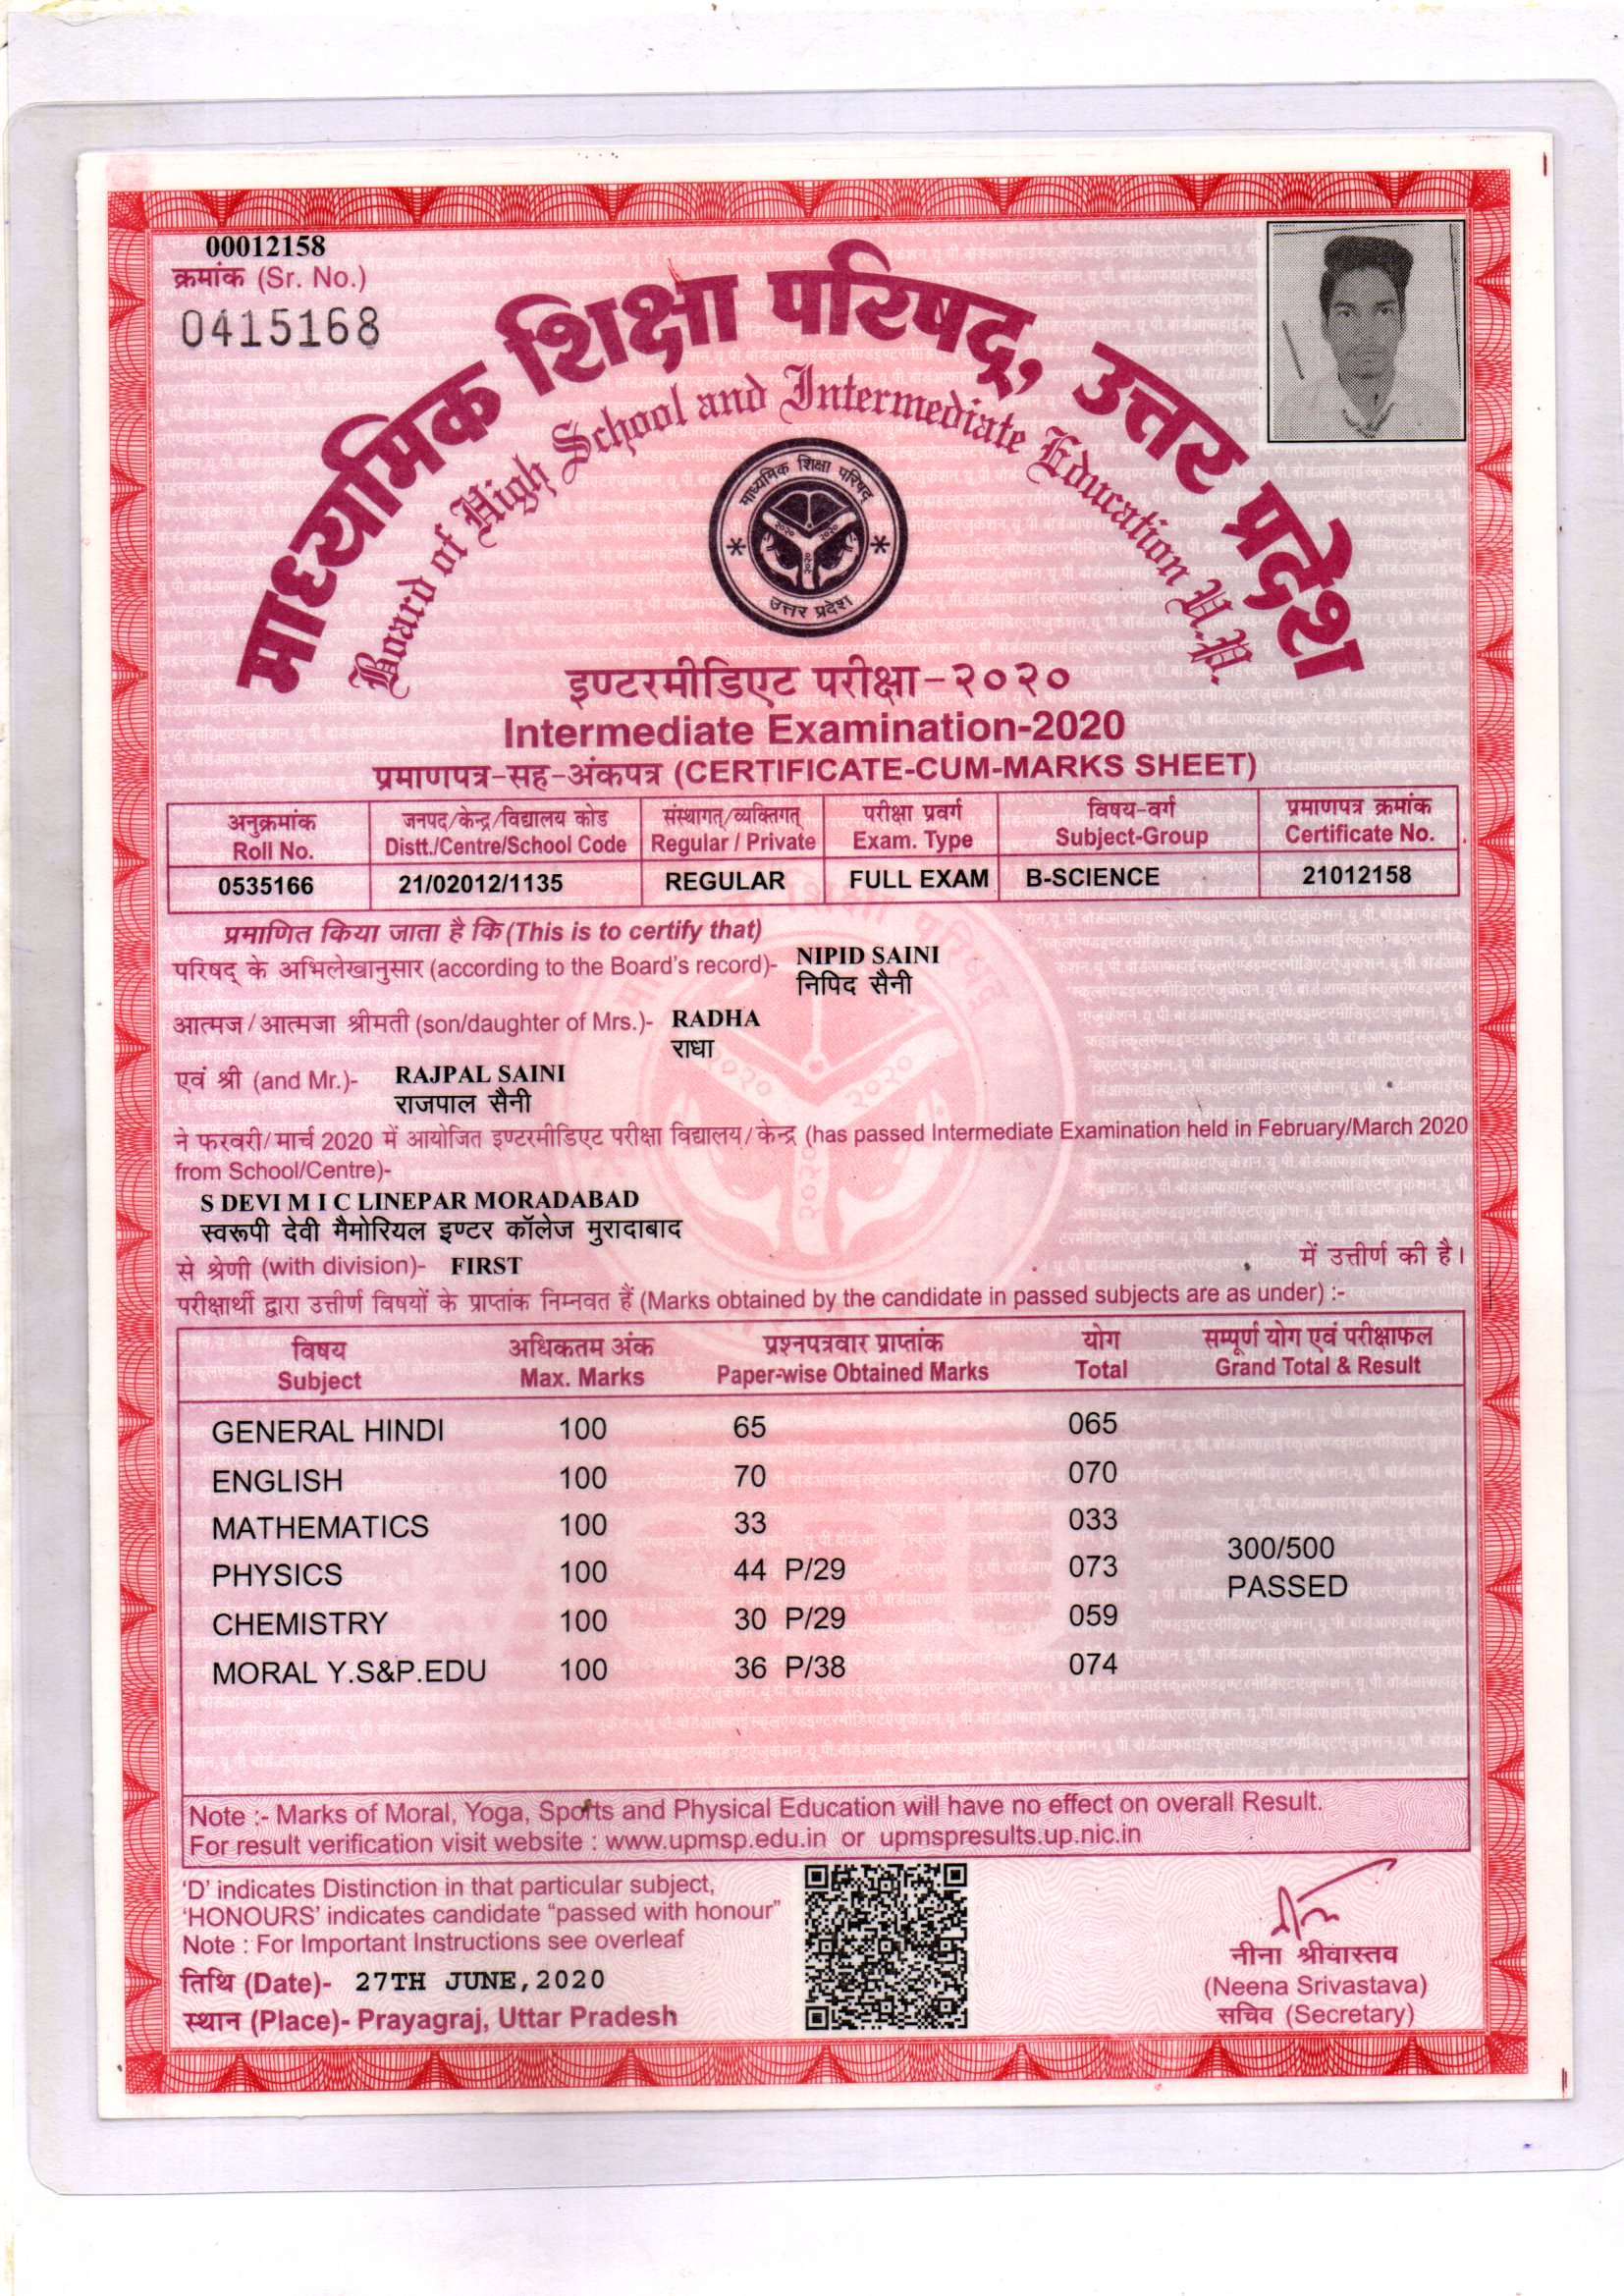 00012158
क्रमांक (Sr. No.)
0415168
माध्यमिक शिक्षा परिषद्, उत्तर प्रदेश
Board of High School and Intermediate Education U.P.
माध्यमिक शिक्षा परिषद्
२०२० २०२०
२०२०
उत्तर प्रदेश
इण्टरमीडिएट परीक्षा-२०२०
Intermediate Examination-2020
प्रमाणपत्र-सह-अंकपत्र (CERTIFICATE-CUM-MARKS SHEET)
अनुक्रमांक जनपद/केन्द्र/विद्यालय कोड संस्थागत्/व्यक्तिगत् परीक्षा प्रवर्ग विषय-वर्ग प्रमाणपत्र क्रमांक
Roll No. Distt./Centre/School Code Regular / Private Exam. Type Subject-Group Certificate No.
0535166 21/02012/1135 REGULAR FULL EXAM B-SCIENCE 21012158
प्रमाणित किया जाता है कि (This is to certify that)
परिषद् के अभिलेखानुसार (according to the Board's record)- NIPID SAINI
निपिद सैनी
आत्मज/आत्मजा श्रीमती (son/daughter of Mrs.)- RADHA
राधा
एवं श्री (and Mr.)- RAJPAL SAINI
राजपाल सैनी
ने फरवरी/मार्च 2020 में आयोजित इण्टरमीडिएट परीक्षा विद्यालय/केन्द्र (has passed Intermediate Examination held in February/March 2020
from School/Centre)-
S DEVI M I C LINEPAR MORADABAD
स्वरूपी देवी मैमोरियल इण्टर कॉलेज मुरादाबाद
से श्रेणी (with division)- FIRST में उत्तीर्ण की है।
परीक्षार्थी द्वारा उत्तीर्ण विषयों के प्राप्तांक निम्नवत हैं (Marks obtained by the candidate in passed subjects are as under) :-
विषय अधिकतम अंक प्रश्नपत्रवार प्राप्तांक योग सम्पूर्ण योग एवं परीक्षाफल
Subject Max. Marks Paper-wise Obtained Marks Total Grand Total & Result
GENERAL HINDI 100 65 065
ENGLISH 100 70 070
MATHEMATICS 100 33 033
300/500
PHYSICS 100 44 P/29 073
PASSED
CHEMISTRY 100 30 P/29 059
MORAL Y.S&P.EDU 100 36 P/38 074
Note :- Marks of Moral, Yoga, Sports and Physical Education will have no effect on overall Result.
For result verification visit website : www.upmsp.edu.in or upmspresults.up.nic.in
'D' indicates Distinction in that particular subject,
'HONOURS' indicates candidate "passed with honour"
Note : For Important Instructions see overleaf
तिथि (Date)- 27TH JUNE,2020
स्थान (Place)- Prayagraj, Uttar Pradesh
नीना श्रीवास्तव
(Neena Srivastava)
सचिव (Secretary)